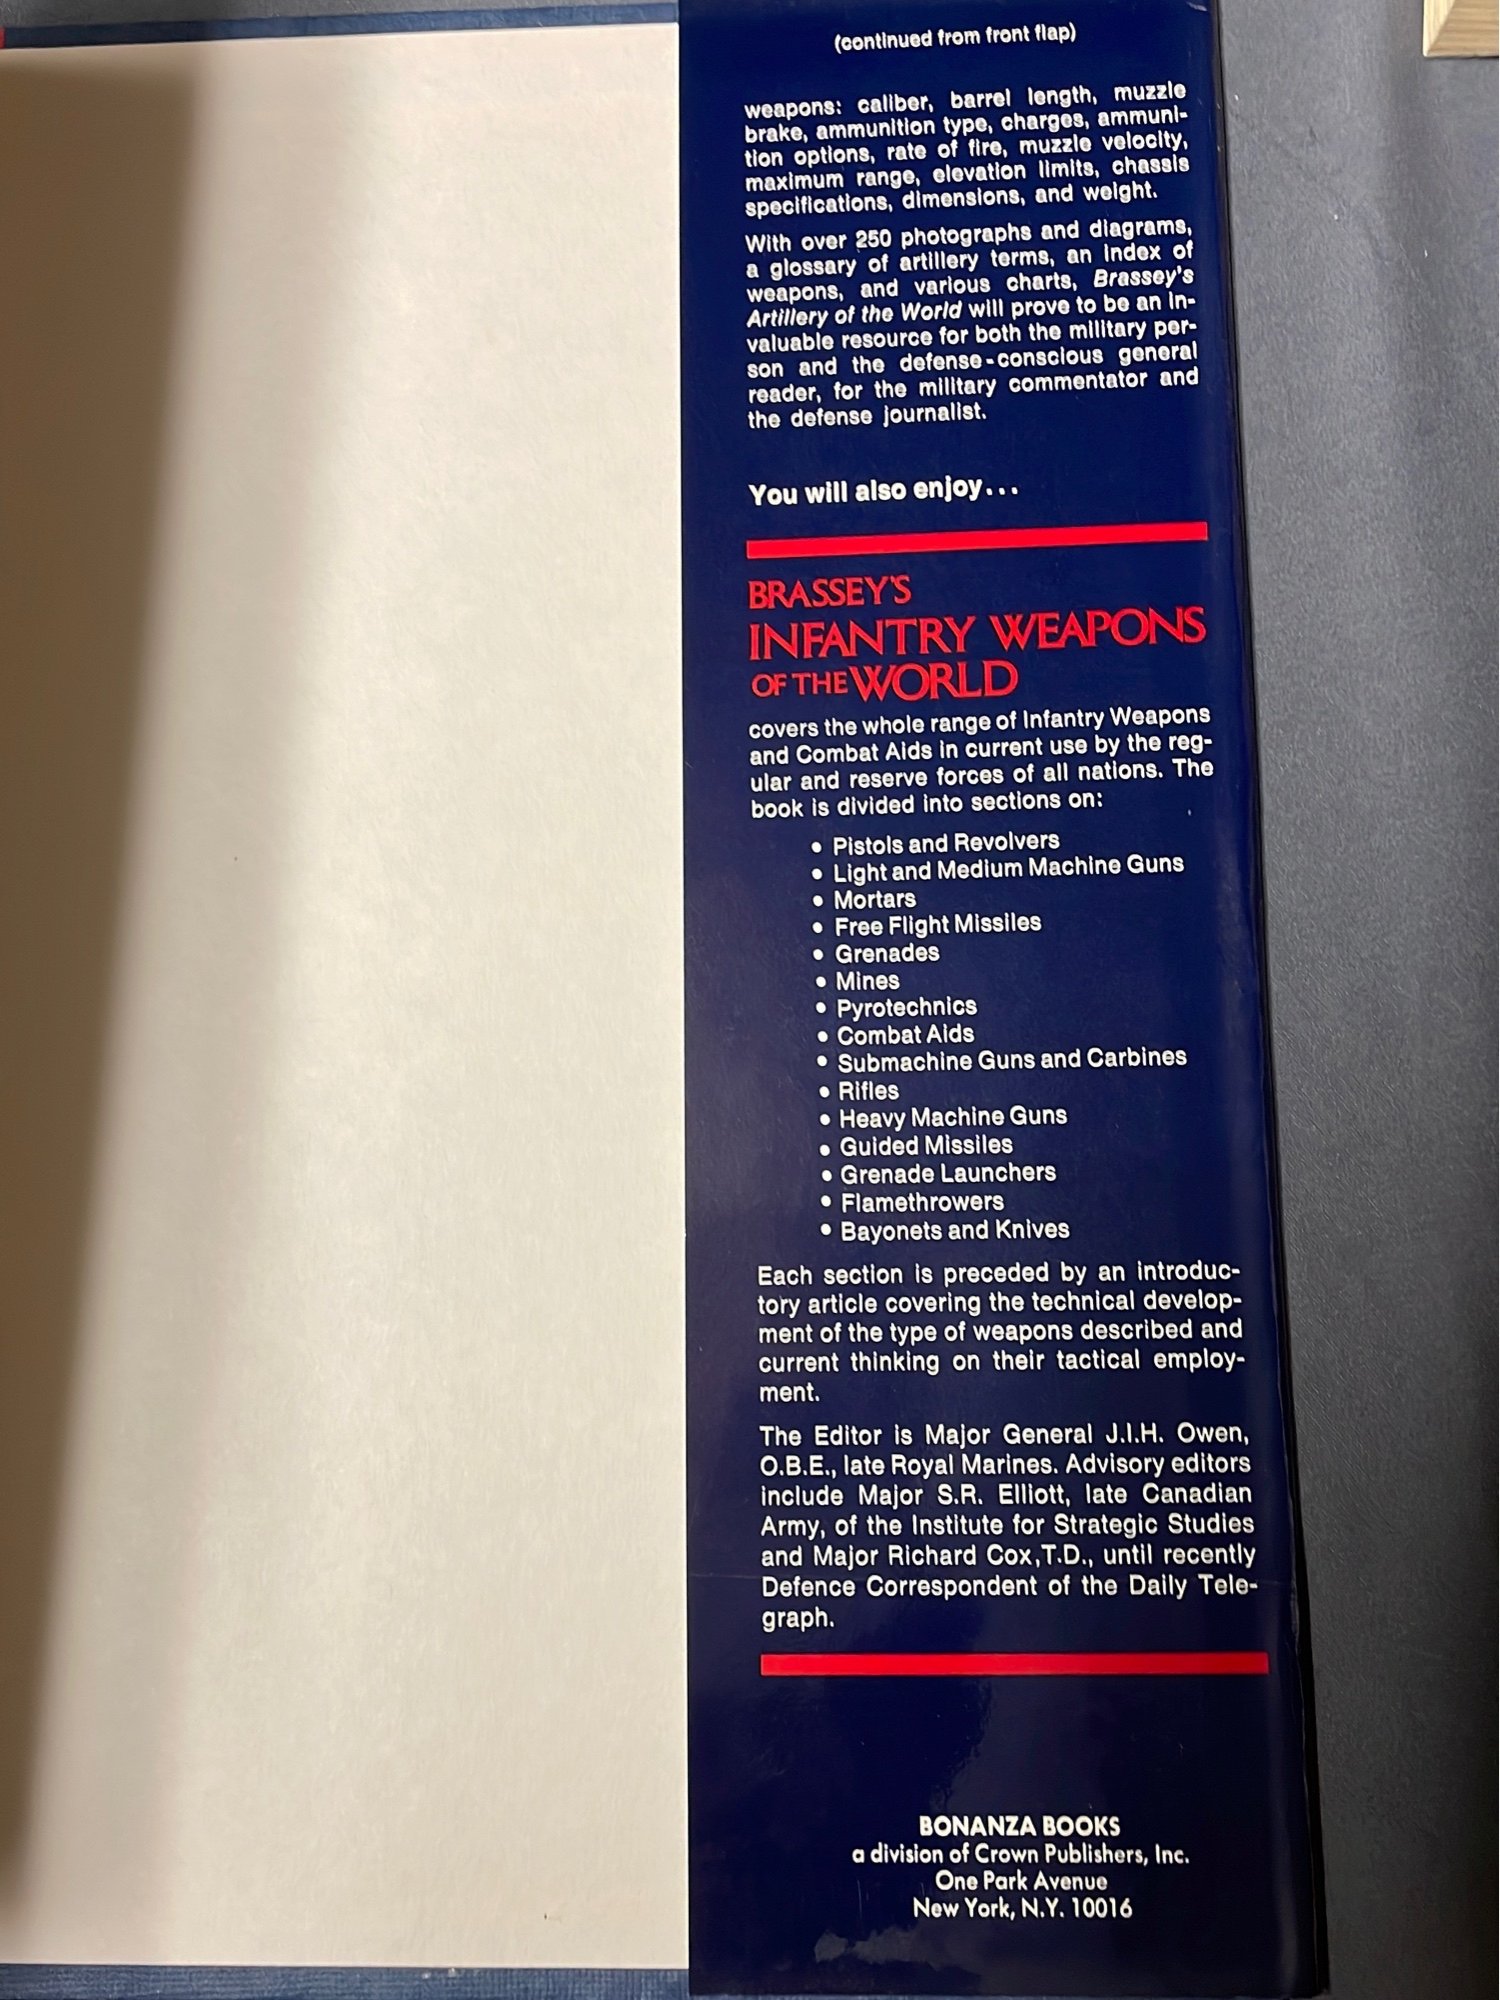 (continued from front flap)
weapons: caliber, barrel length, muzzle
brake, ammunition type, charges, ammuni-
tion options, rate of fire, muzzle velocity,
maximum range, elevation limits, chassis
specifications, dimensions, and weight.
With over 250 photographs and diagrams,
a glossary of artillery terms, an index of
weapons, and various charts, Brassey's
Artillery of the World will prove to be an in-
valuable resource for both the military per-
son and the defense-conscious general
reader, for the military commentator and
the defense journalist.
You will also enjoy...
BRASSEY'S
INFANTRY WEAPONS
OF THE WORLD
covers the whole range of Infantry Weapons
and Combat Aids in current use by the reg-
ular and reserve forces of all nations. The
book is divided into sections on:
• Pistols and Revolvers
• Light and Medium Machine Guns
• Mortars
• Free Flight Missiles
• Grenades
• Mines
• Pyrotechnics
• Combat Aids
• Submachine Guns and Carbines
• Rifles
• Heavy Machine Guns
• Guided Missiles
• Grenade Launchers
• Flamethrowers
• Bayonets and Knives
Each section is preceded by an introduc-
tory article covering the technical develop-
ment of the type of weapons described and
current thinking on their tactical employ-
ment.
The Editor is Major General J.I.H. Owen,
O.B.E., late Royal Marines. Advisory editors
include Major S.R. Elliott, late Canadian
Army, of the Institute for Strategic Studies
and Major Richard Cox,T.D., until recently
Defence Correspondent of the Daily Tele-
graph.
BONANZA BOOKS
a division of Crown Publishers, Inc.
One Park Avenue
New York, N.Y. 10016